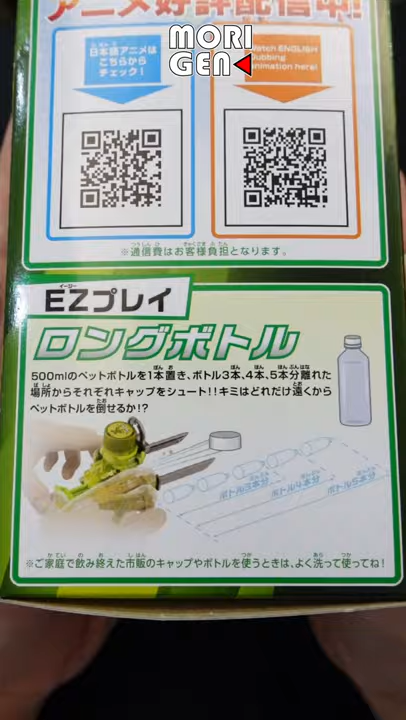 アニメ好評配信中!
MORI
GEN
日本語アニメは
こちらから
チェック!
Watch ENGLISH
Dubbing
Animation here!
※通信費はお客様負担となります。
EZプレイ
ロングボトル
500mlのペットボトルを1本置き、ボトル3本、4本、5本分離れた
場所からそれぞれキャップをシュート!!キミはどれだけ遠くから
ペットボトルを倒せるか!?
ボトル3本分
ボトル4本分
ボトル5本分
※ご家庭で飲み終えた市販のキャップやボトルを使うときは、よく洗って使ってね!